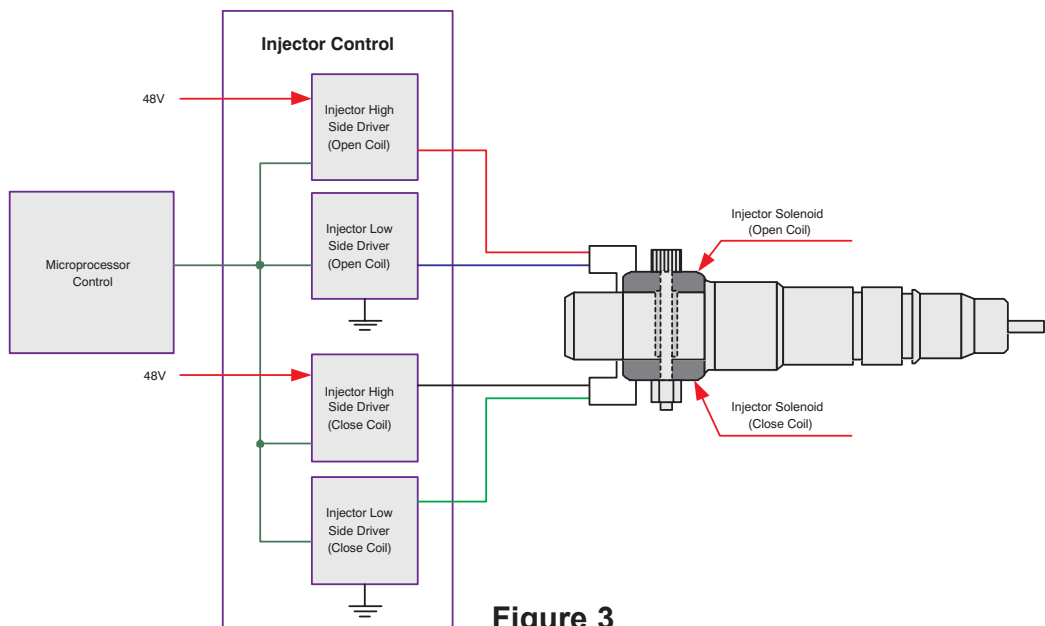 Injector Control
48V
Injector High
Side Driver
(Open Coil)
Injector Low
Side Driver
(Open Coil)
Microprocessor
Control
48V
Injector High
Side Driver
(Close Coil)
Injector Low
Side Driver
(Close Coil)
Injector Solenoid
(Open Coil)
Injector Solenoid
(Close Coil)
Figure 3